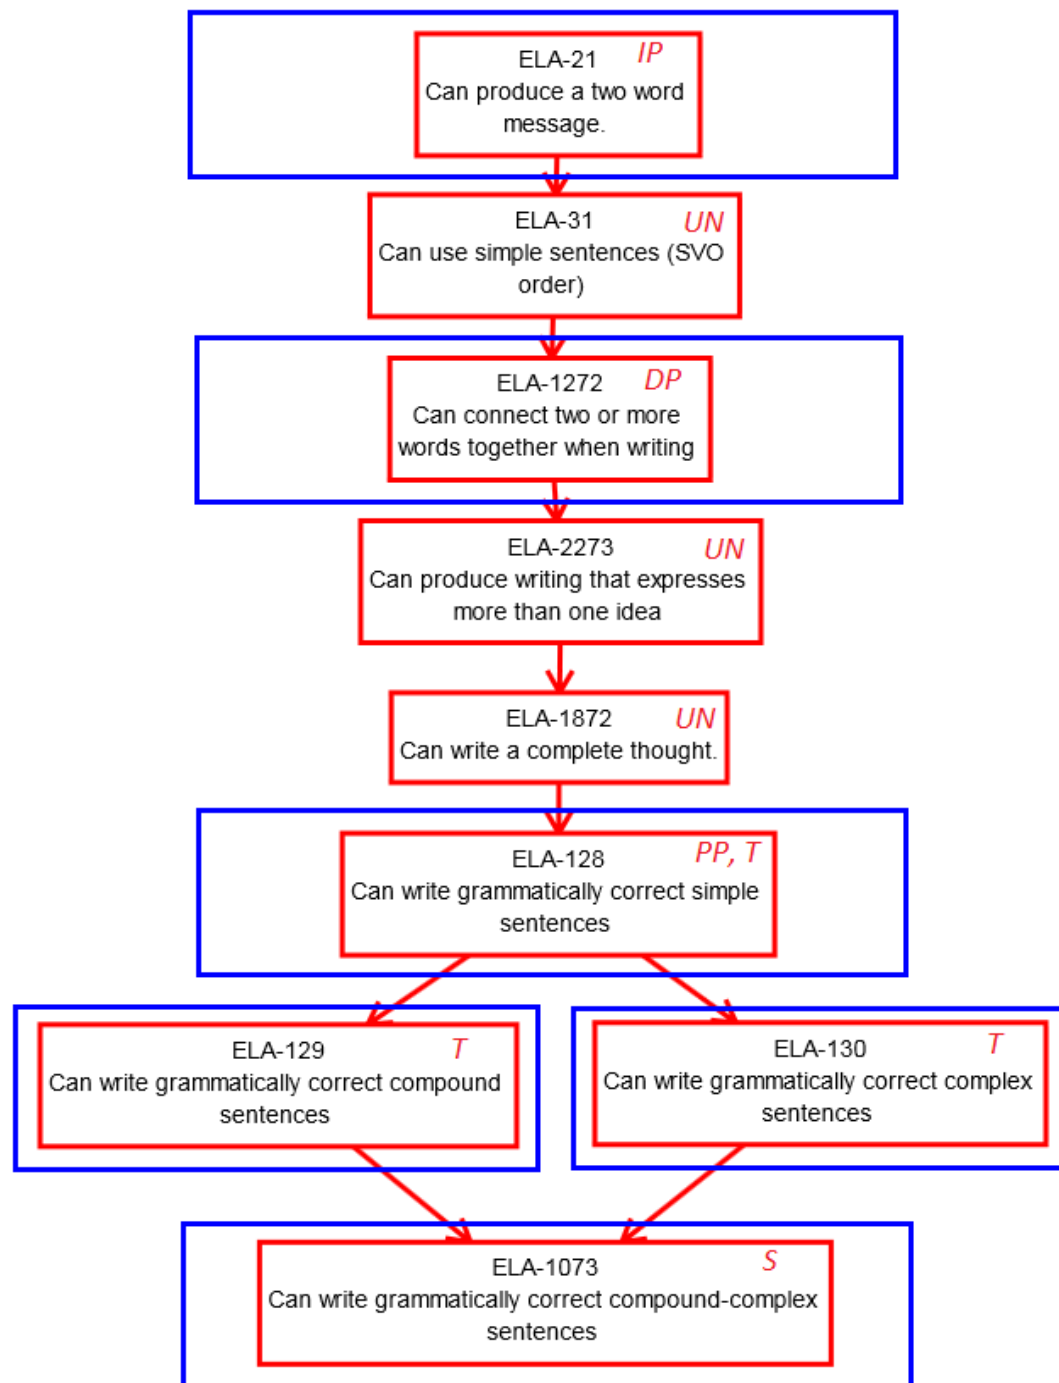 ELA-21 IP
Can produce a two word
message.
ELA-31 UN
Can use simple sentences (SVO
order)
ELA-1272 DP
Can connect two or more
words together when writing
ELA-2273 UN
Can produce writing that expresses
more than one idea
ELA-1872 UN
Can write a complete thought.
ELA-128 PP, T
Can write grammatically correct simple
sentences
ELA-129 T
Can write grammatically correct compound
sentences
ELA-130 T
Can write grammatically correct complex
sentences
ELA-1073 S
Can write grammatically correct compound-complex
sentences